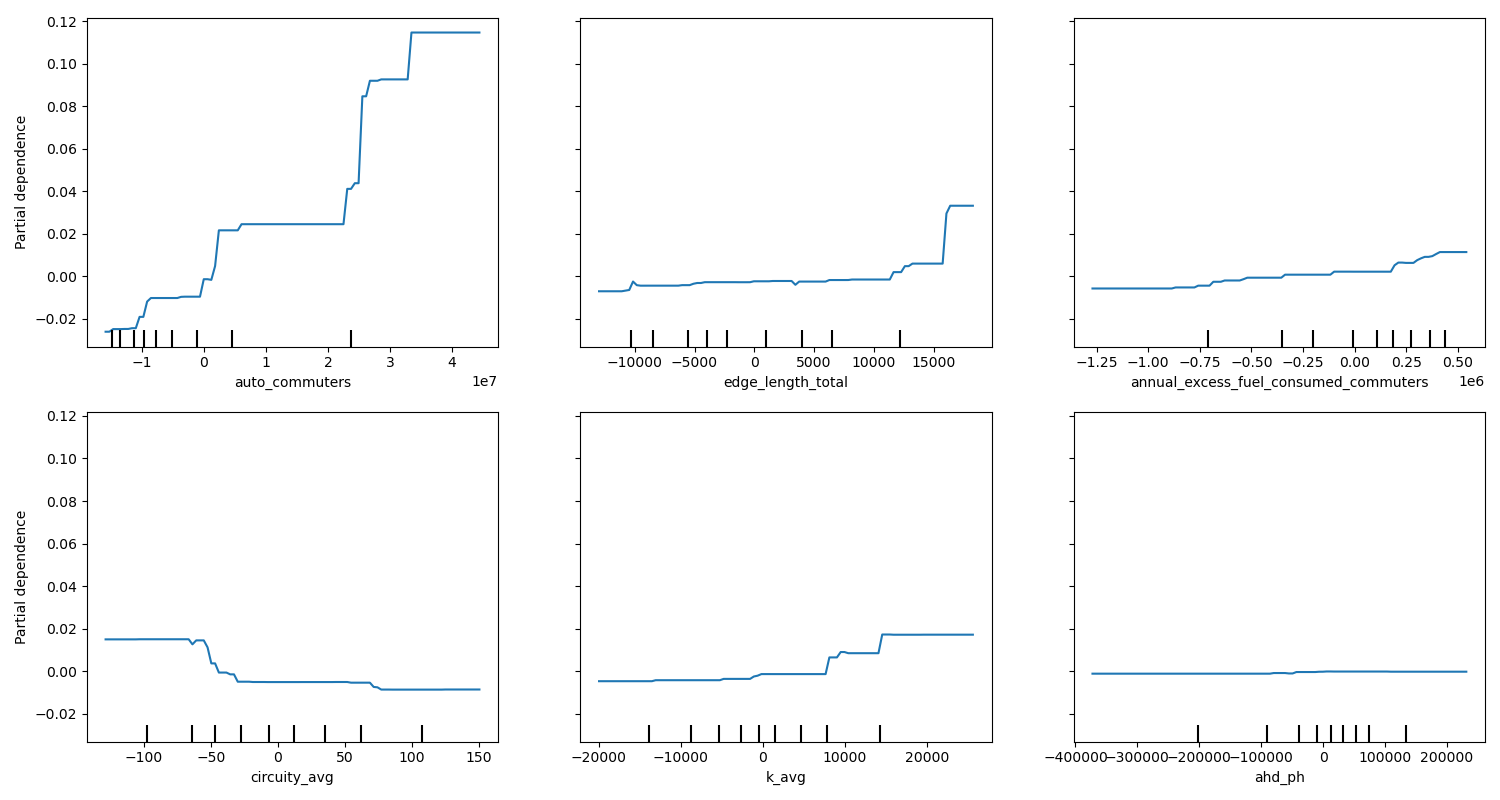 0.12
0.10
0.08
0.06
0.04
0.02
0.00
−0.02
Partial dependence
−1 0 1 2 3 4
1e7
auto_commuters
−10000 −5000 0 5000 10000 15000
edge_length_total
−1.25 −1.00 −0.75 −0.50 −0.25 0.00 0.25 0.50
1e6
annual_excess_fuel_consumed_commuters
0.12
0.10
0.08
0.06
0.04
0.02
0.00
−0.02
Partial dependence
−100 −50 0 50 100 150
circuity_avg
−20000 −10000 0 10000 20000
k_avg
−400000 −300000 −200000 −100000 0 100000 200000
ahd_ph